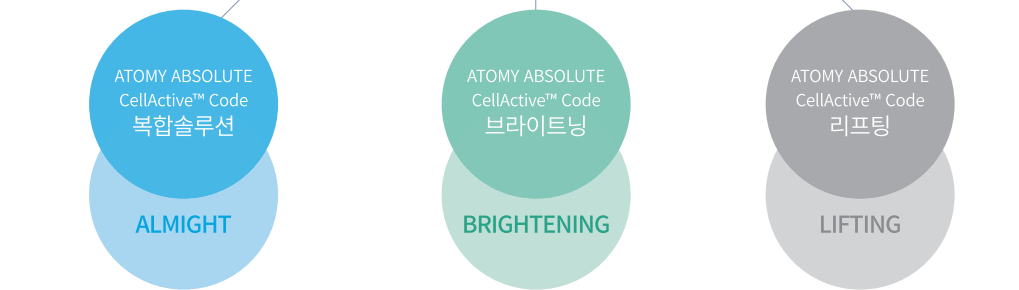 ATOMY ABSOLUTE
CellActive™ Code
복합솔루션
ALMIGHT
ATOMY ABSOLUTE
CellActive™ Code
브라이트닝
BRIGHTENING
ATOMY ABSOLUTE
CellActive™ Code
리프팅
LIFTING